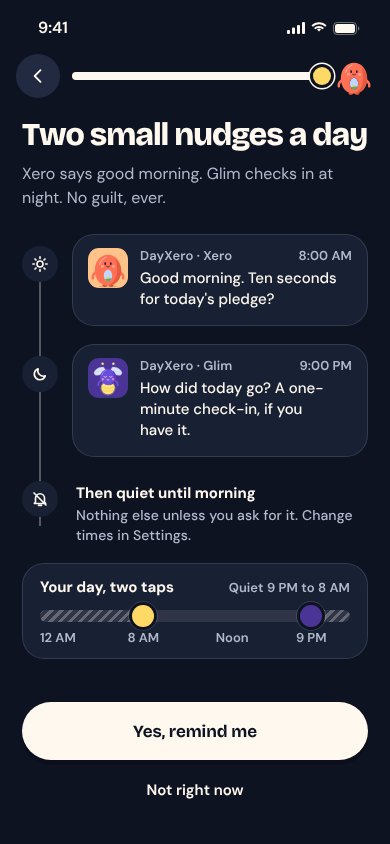 9:41
Two small nudges a day
Xero says good morning. Glim checks in at
night. No guilt, ever.
DayXero · Xero 8:00 AM
Good morning. Ten seconds
for today's pledge?
DayXero · Glim 9:00 PM
How did today go? A one-
minute check-in, if you
have it.
Then quiet until morning
Nothing else unless you ask for it. Change
times in Settings.
Your day, two taps Quiet 9 PM to 8 AM
12 AM 8 AM Noon 9 PM
Yes, remind me
Not right now